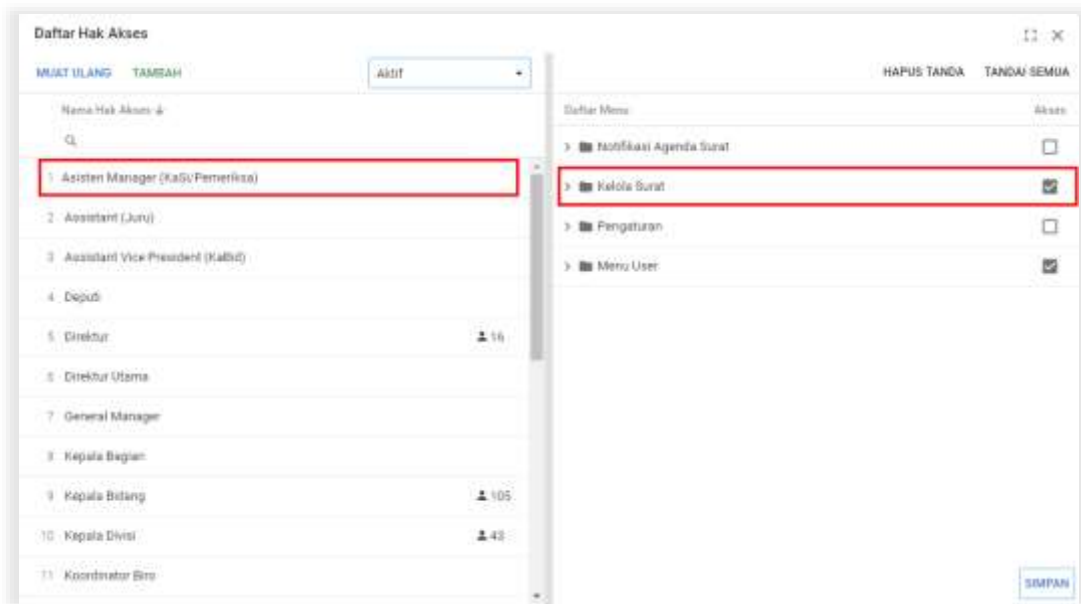 Daftar Hak Akses
MUAT ULANG TAMBAH Aktif
Nama Hak Akses
1 Asisten Manager (KaSi/Pemeriksa)
2 Assistant (Juru)
3 Assistant Vice President (KaBid)
4 Deputi
5 Direktur 16
6 Direktur Utama
7 General Manager
8 Kepala Bagian
9 Kepala Bidang 105
10 Kepala Divisi 43
11 Koordinator Biro
HAPUS TANDA TANDAI SEMUA
Daftar Menu Akses
Notifikasi Agenda Surat
Kelola Surat
Pengaturan
Menu User
SIMPAN